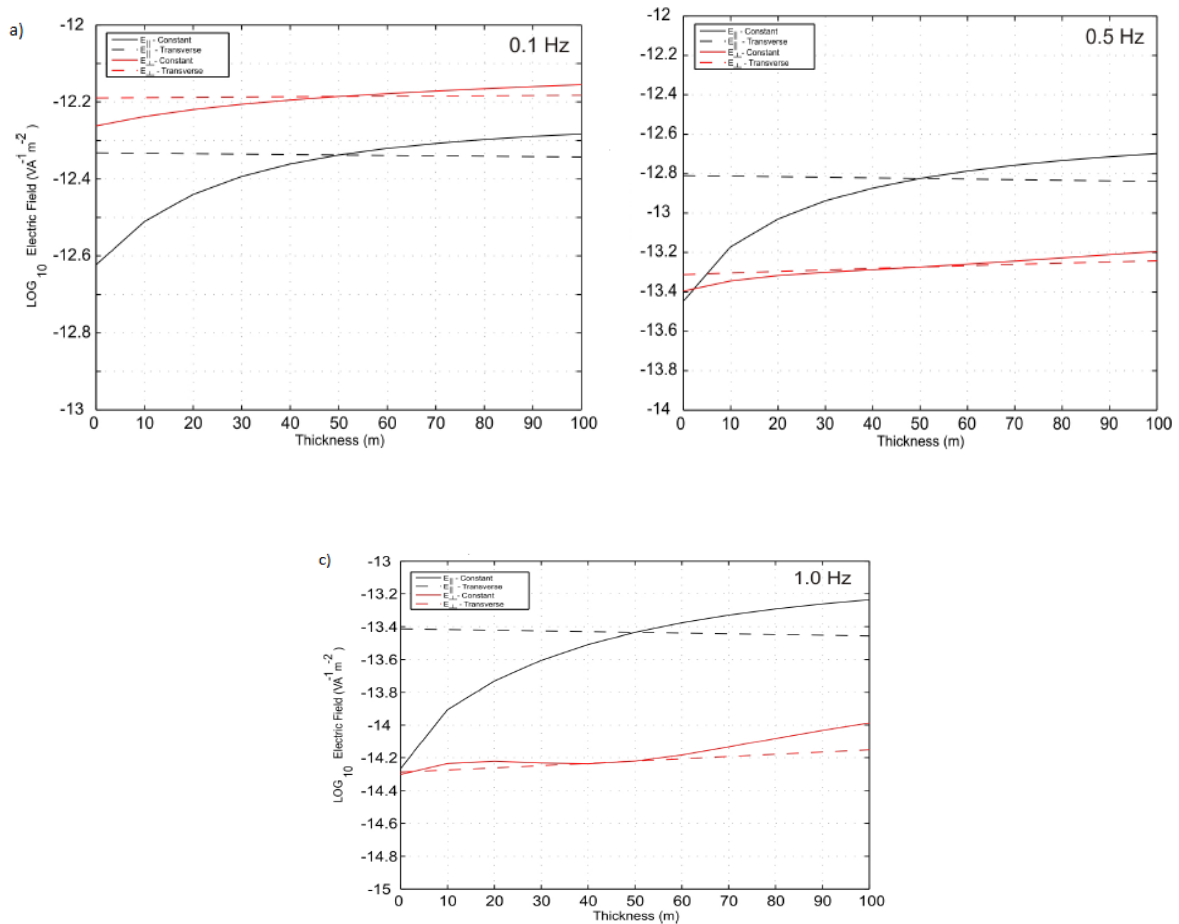 a)
0.1 Hz
E|| - Constant
E|| - Transverse
E⊥ - Constant
E⊥ - Transverse
-12
-12.2
-12.4
-12.6
-12.8
-13
LOG10 Electric Field (VA-1m-2)
0 10 20 30 40 50 60 70 80 90 100
Thickness (m)
0.5 Hz
E|| - Constant
E|| - Transverse
E⊥ - Constant
E⊥ - Transverse
-12
-12.2
-12.4
-12.6
-12.8
-13
-13.2
-13.4
-13.6
-13.8
-14
0 10 20 30 40 50 60 70 80 90 100
Thickness (m)
c)
1.0 Hz
E|| - Constant
E|| - Transverse
E⊥ - Constant
E⊥ - Transverse
-13
-13.2
-13.4
-13.6
-13.8
-14
-14.2
-14.4
-14.6
-14.8
-15
LOG10 Electric Field (VA-1m-2)
0 10 20 30 40 50 60 70 80 90 100
Thickness (m)